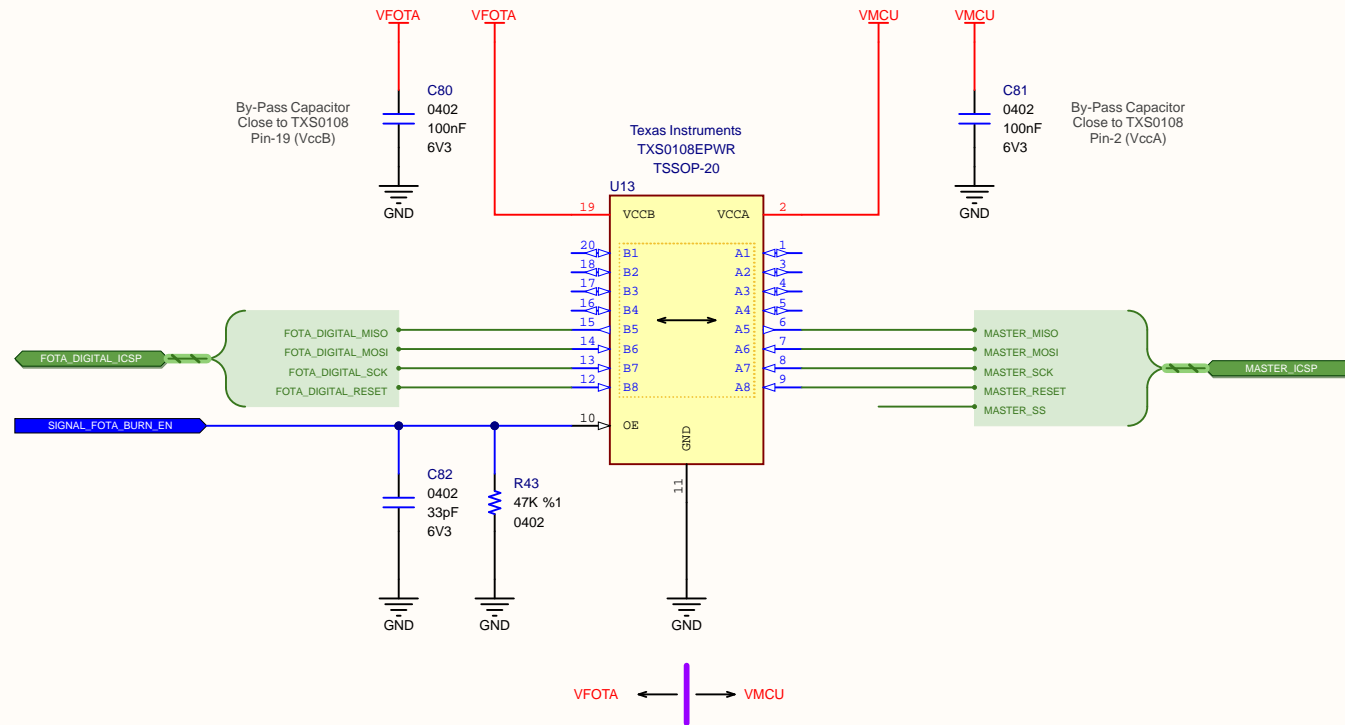 VFOTA
VFOTA
VMCU
VMCU
By-Pass Capacitor
Close to TXS0108
Pin-19 (VccB)
C80
0402
100nF
6V3
GND
Texas Instruments
TXS0108EPWR
TSSOP-20
U13
C81
0402
100nF
6V3
GND
By-Pass Capacitor
Close to TXS0108
Pin-2 (VccA)
19 VCCB VCCA 2
20 B1 A1 1
18 B2 A2 3
17 B3 A3 4
16 B4 A4 5
15 B5 A5 6
14 B6 A6 7
13 B7 A7 8
12 B8 A8 9
10 OE
GND
11
FOTA_DIGITAL_ICSP
FOTA_DIGITAL_MISO
FOTA_DIGITAL_MOSI
FOTA_DIGITAL_SCK
FOTA_DIGITAL_RESET
MASTER_MISO
MASTER_MOSI
MASTER_SCK
MASTER_RESET
MASTER_SS
MASTER_ICSP
SIGNAL_FOTA_BURN_EN
C82
0402
33pF
6V3
GND
R43
47K %1
0402
GND
GND
VFOTA
VMCU